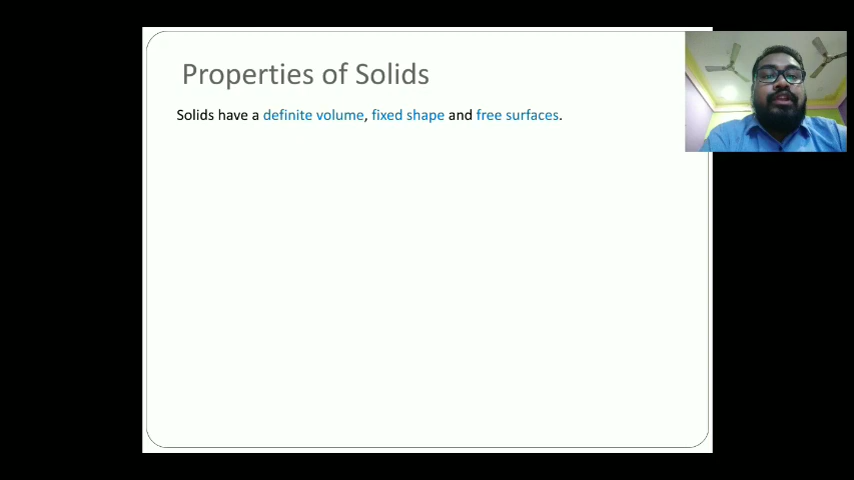 Properties of Solids
Solids have a definite volume, fixed shape and free surfaces.